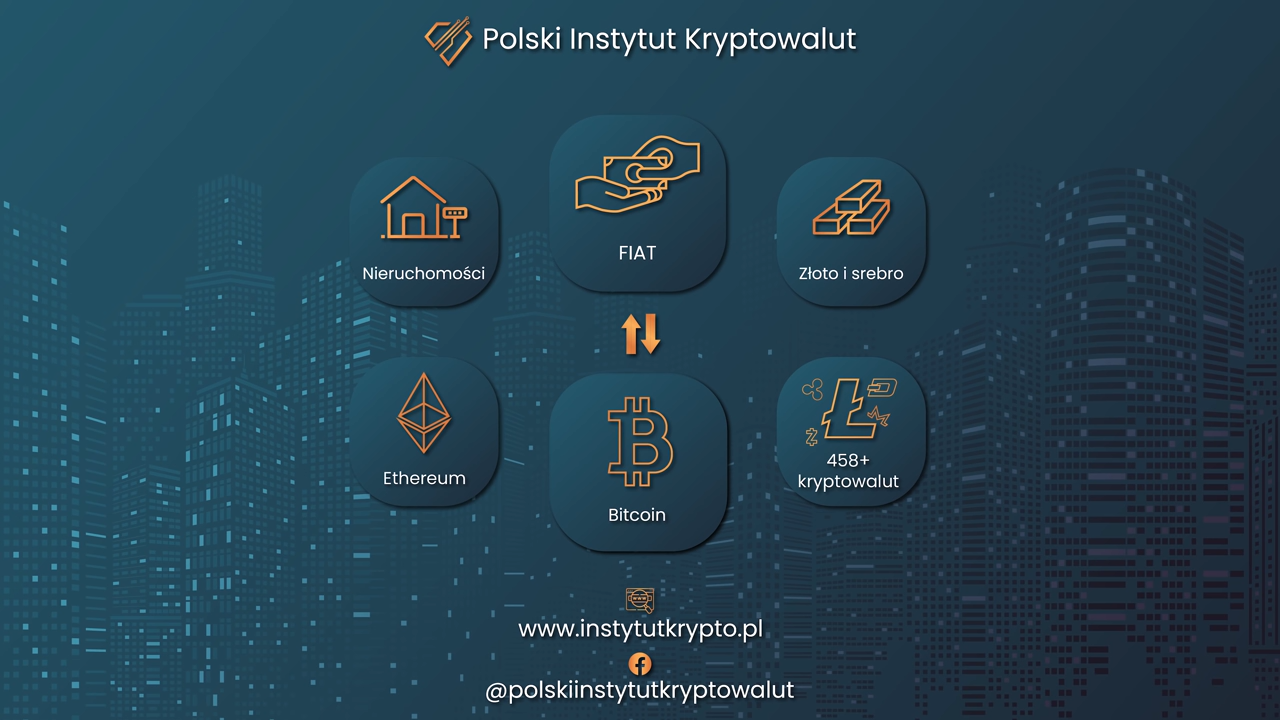 Polski Instytut Kryptowalut
FIAT
Nieruchomości
Złoto i srebro
Ethereum
Bitcoin
458+
kryptowalut
www.instytutkrypto.pl
@polskiinstytutkryptowalut